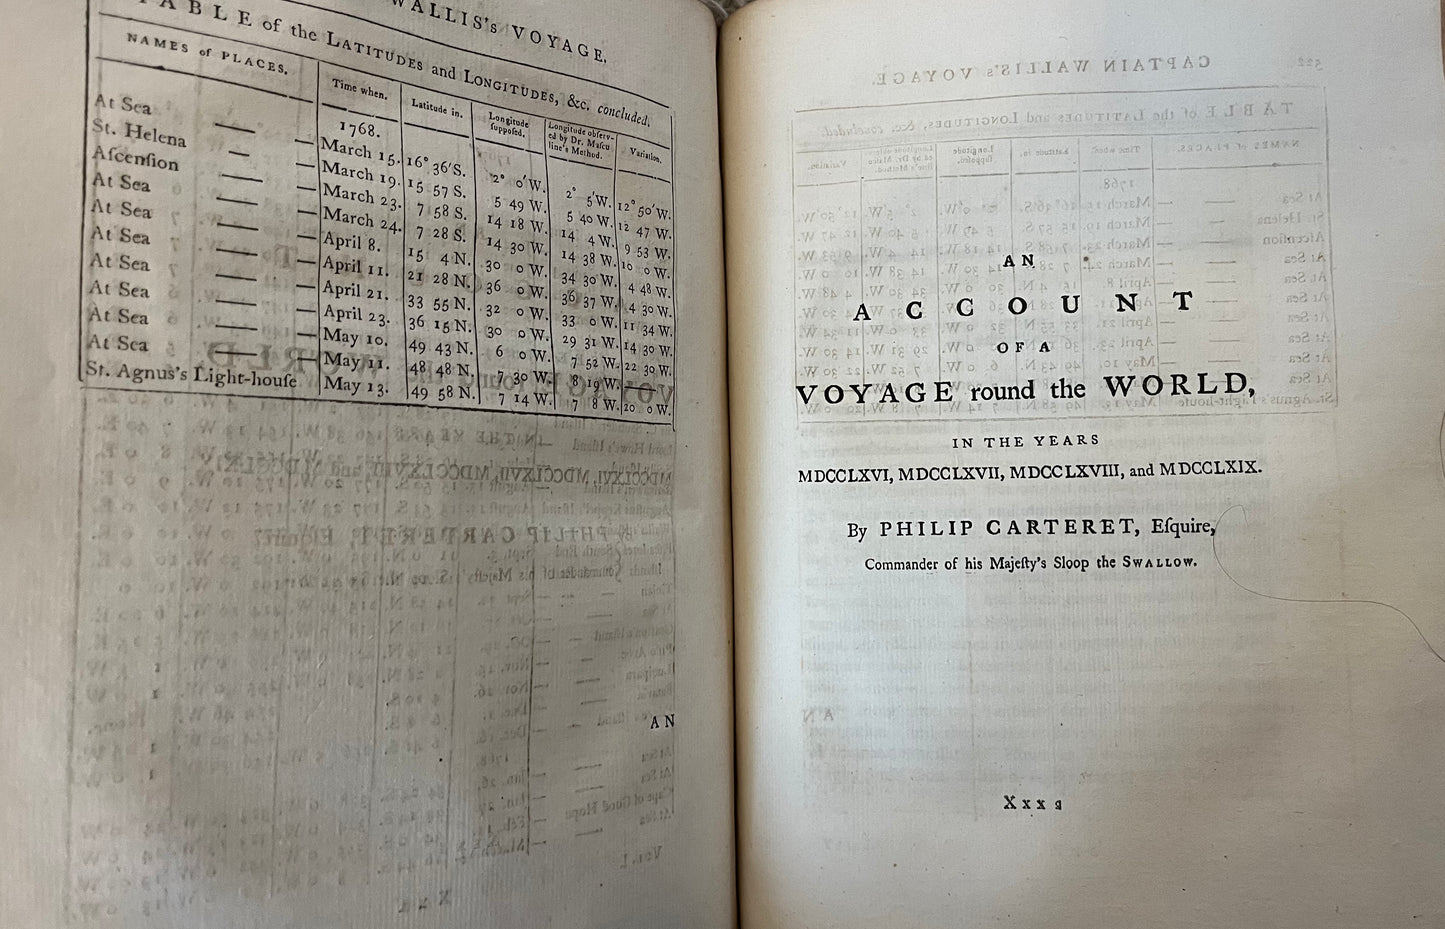 WALLIS's VOYAGE.
TABLE of the LATITUDES and LONGITUDES, &c. concluded.
NAMES of PLACES. Time when. Latitude in. Longitude ſuppoſed. Longitude obſerv-ed by Dr. Maſcu line's Method. Variation.
1768.
At Sea — — March 15. 16° 36'S. 2° 0'W. 2° 5'W. 12° 50'W.
St. Helena — — March 19. 15 57 S. 5 49 W. 5 40 W. 12 47 W.
Aſcenſion — — March 23. 7 58 S. 14 18 W. 14 4 W. 9 53 W.
At Sea — — March 24. 7 28 S. 14 30 W. 14 38 W. 10 0 W.
At Sea — — April 8. 15 4 N. 30 0 W. 34 30 W. 4 48 W.
At Sea — — April 11. 21 28 N. 36 0 W. 36 37 W. 4 30 W.
At Sea — — April 21. 33 55 N. 32 0 W. 33 0 W. 11 34 W.
At Sea — — April 23. 36 15 N. 30 0 W. 29 31 W. 14 30 W.
At Sea — — May 10. 49 43 N. 6 0 W. 7 52 W. 22 30 W.
At Sea — — May 11. 48 48 N. 7 30 W. 8 19 W. —
St. Agnus's Light-houſe May 13. 49 58 N. 7 14 W. 7 8 W. 20 0 W.
AN
AN
ACCOUNT
OF A
VOYAGE round the WORLD,
IN THE YEARS
MDCCLXVI, MDCCLXVII, MDCCLXVIII, and MDCCLXIX.
By PHILIP CARTERET, Eſquire,
Commander of his Majeſty's Sloop the SWALLOW.
Xxx 2